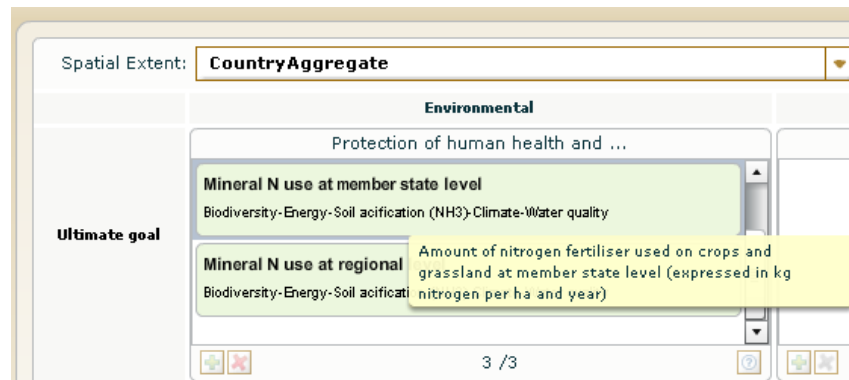 Spatial Extent: CountryAggregate
Environmental
Protection of human health and ...
Ultimate goal
Mineral N use at member state level
Biodiversity-Energy-Soil acification (NH3)-Climate-Water quality
Mineral N use at regional
Biodiversity-Energy-Soil acificati
Amount of nitrogen fertiliser used on crops and
grassland at member state level (expressed in kg
nitrogen per ha and year)
3 /3